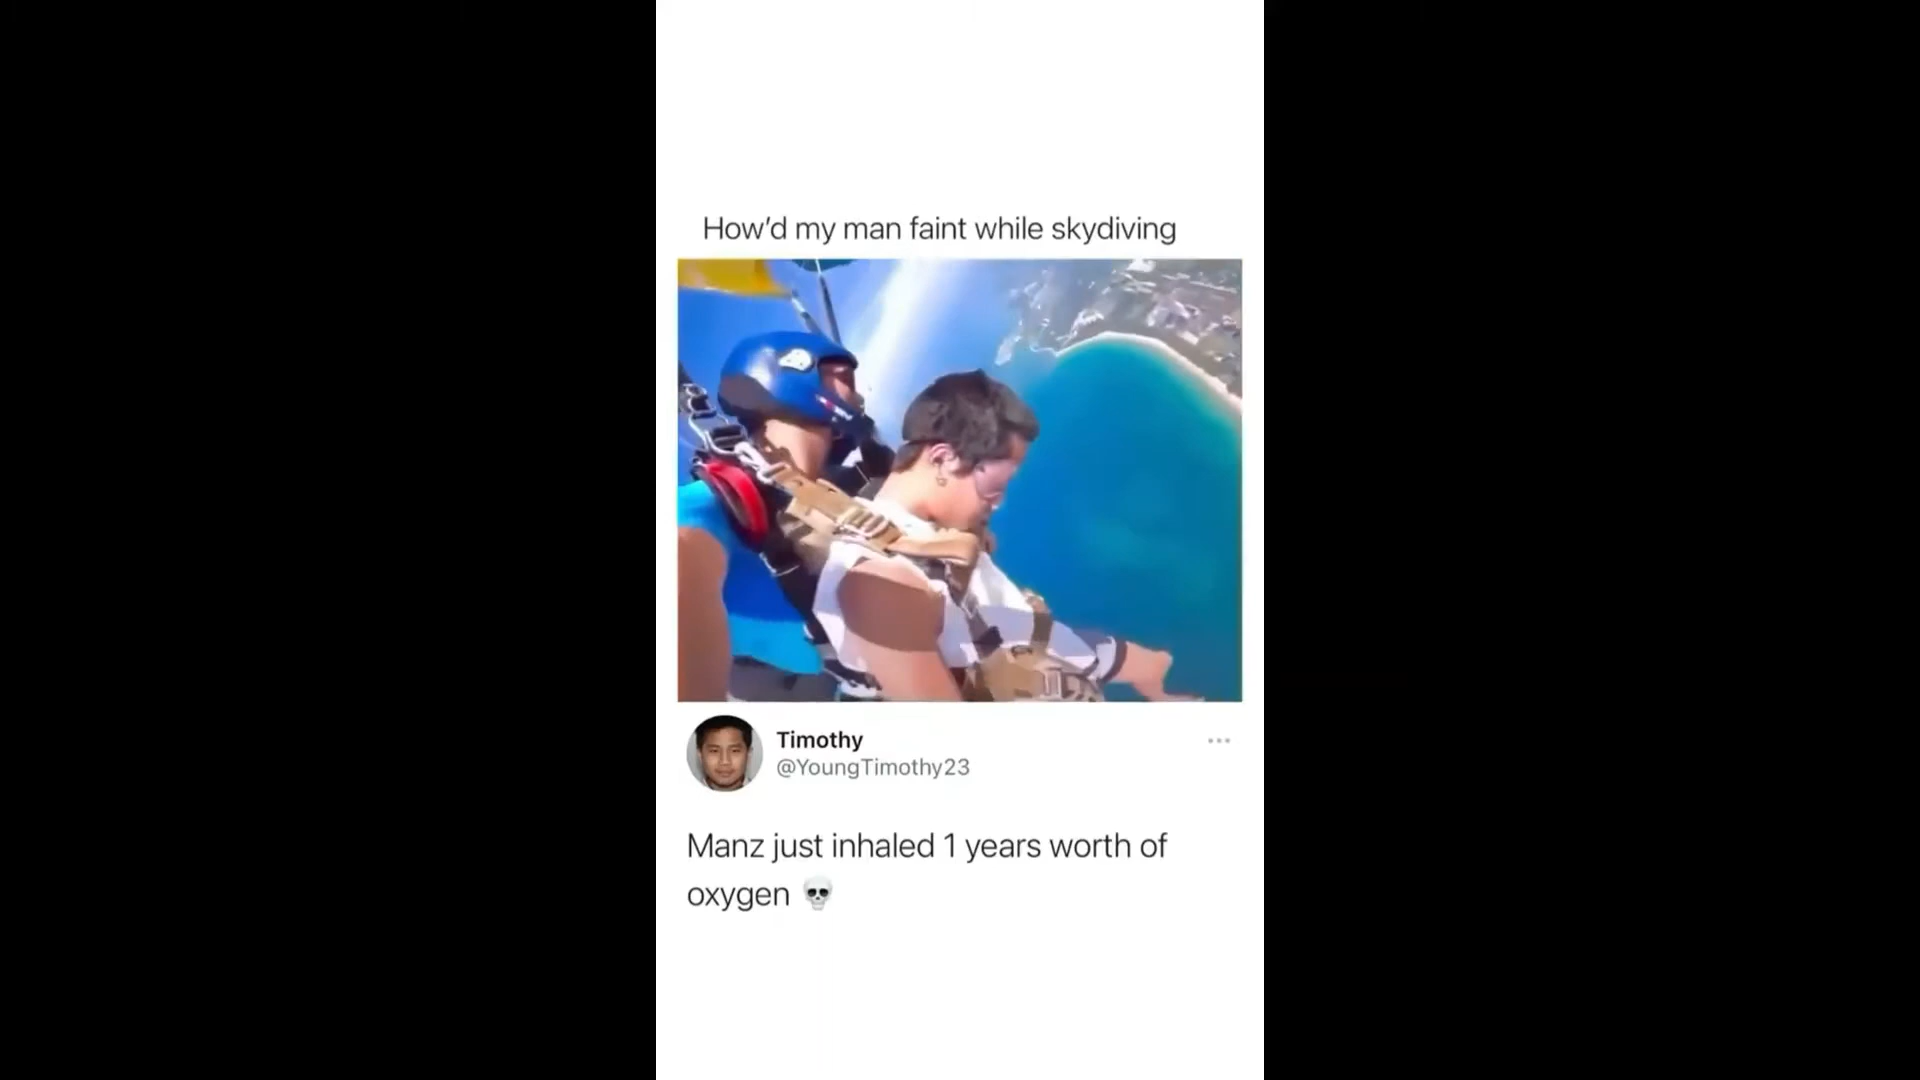 How'd my man faint while skydiving
Timothy
@YoungTimothy23
Manz just inhaled 1 years worth of
oxygen 💀